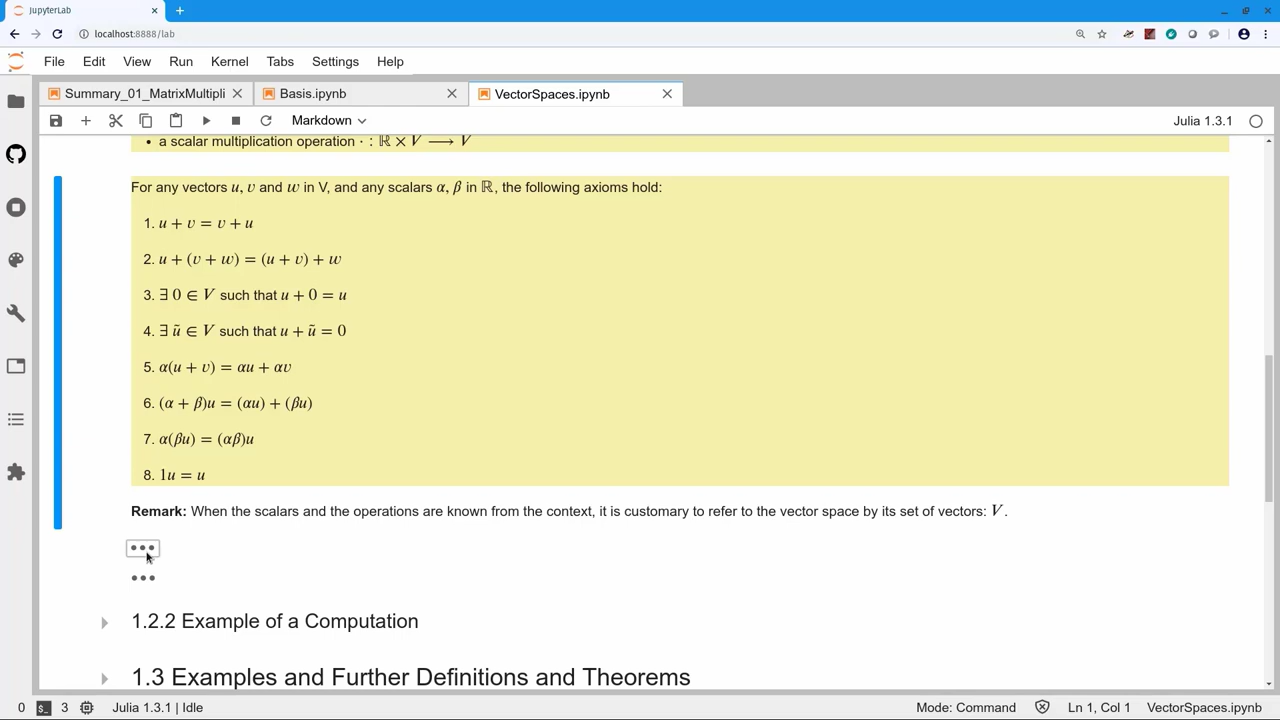 JupyterLab
localhost:8888/lab
File Edit View Run Kernel Tabs Settings Help
Summary_01_MatrixMultipli Basis.ipynb VectorSpaces.ipynb
Markdown Julia 1.3.1
• a scalar multiplication operation · : ℝ × V ⟶ V
For any vectors u, v and w in V, and any scalars α, β in ℝ, the following axioms hold:
1. u + v = v + u
2. u + (v + w) = (u + v) + w
3. ∃ 0 ∈ V such that u + 0 = u
4. ∃ ũ ∈ V such that u + ũ = 0
5. α(u + v) = αu + αv
6. (α + β)u = (αu) + (βu)
7. α(βu) = (αβ)u
8. 1u = u
Remark: When the scalars and the operations are known from the context, it is customary to refer to the vector space by its set of vectors: V.
1.2.2 Example of a Computation
1.3 Examples and Further Definitions and Theorems
0 3 Julia 1.3.1 | Idle Mode: Command Ln 1, Col 1 VectorSpaces.ipynb